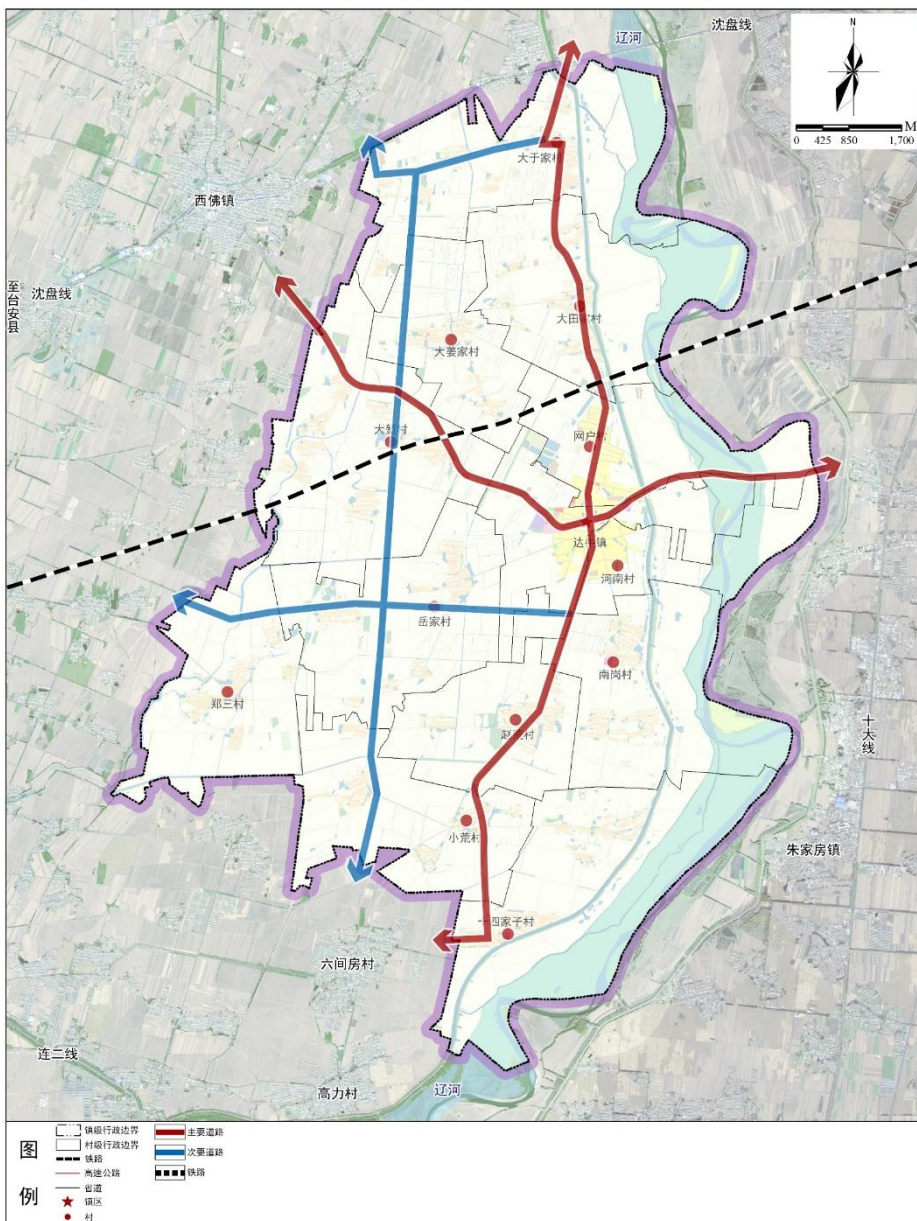 辽河
沈盘线
N
0 425 850 1,700 M
大于家村
西佛镇
至台安县
沈盘线
大田家村
大姜家村
网户村
达牛镇
河南村
岳家村
南岗村
郑三村
十大线
小荒村
朱家房镇
十四家子村
六间房村
连二线
高力村
辽河
图例
镇级行政边界
村级行政边界
铁路
高速公路
省道
镇区
村
主要道路
次要道路
铁路